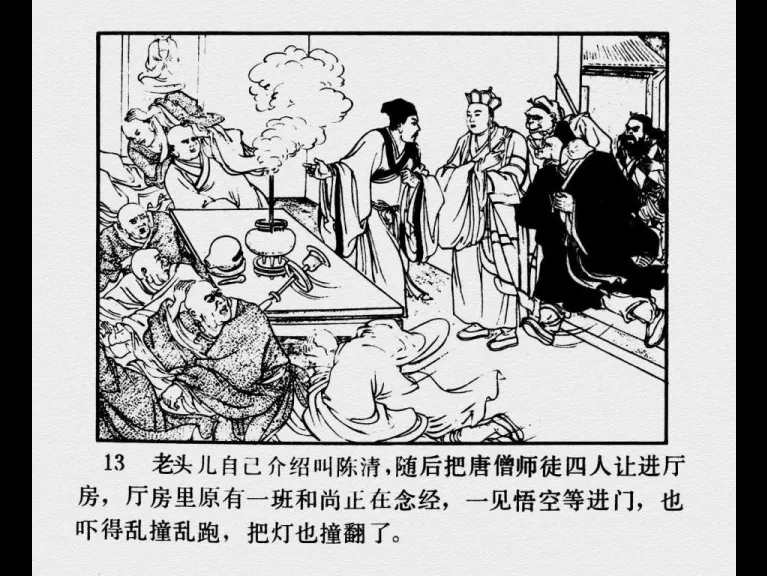 13 老头儿自己介绍叫陈清，随后把唐僧师徒四人让进厅
房，厅房里原有一班和尚正在念经，一见悟空等进门，也
吓得乱撞乱跑，把灯也撞翻了。